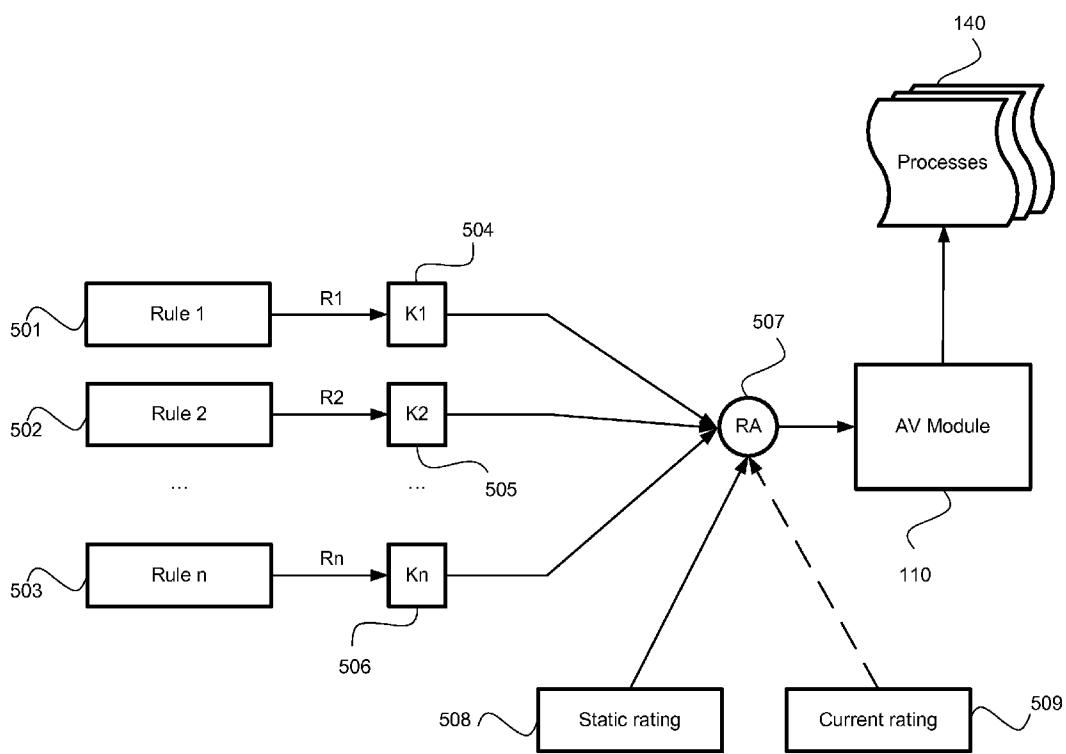 140
Processes
504
507
501
Rule 1
R1
K1
502
Rule 2
R2
K2
RA
AV Module
...
...
505
503
Rule n
Rn
Kn
110
506
508
Static rating
Current rating
509